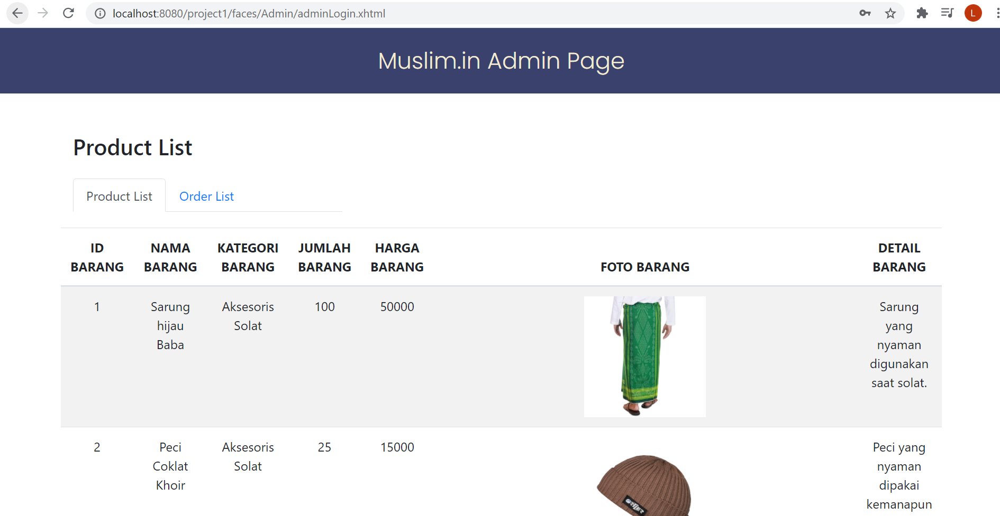 localhost:8080/project1/faces/Admin/adminLogin.xhtml
L
Muslim.in Admin Page
Product List
Product List
Order List
ID BARANG
NAMA BARANG
KATEGORI BARANG
JUMLAH BARANG
HARGA BARANG
FOTO BARANG
DETAIL BARANG
1
Sarung
hijau
Baba
Aksesoris
Solat
100
50000
Sarung
yang
nyaman
digunakan
saat solat.
2
Peci
Coklat
Khoir
Aksesoris
Solat
25
15000
Peci yang
nyaman
dipakai
kemanapun